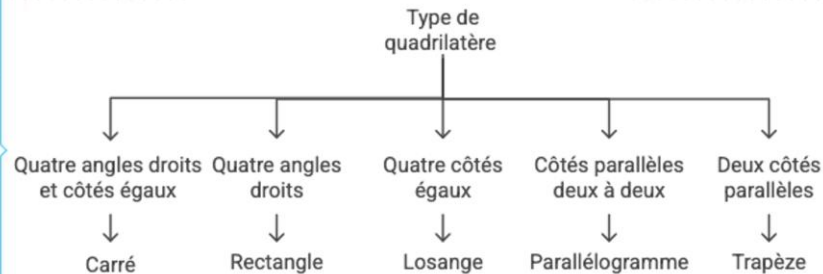 Type de
quadrilatère
Quatre angles droits
et côtés égaux
Quatre angles
droits
Quatre côtés
égaux
Côtés parallèles
deux à deux
Deux côtés
parallèles
Carré
Rectangle
Losange
Parallélogramme
Trapèze